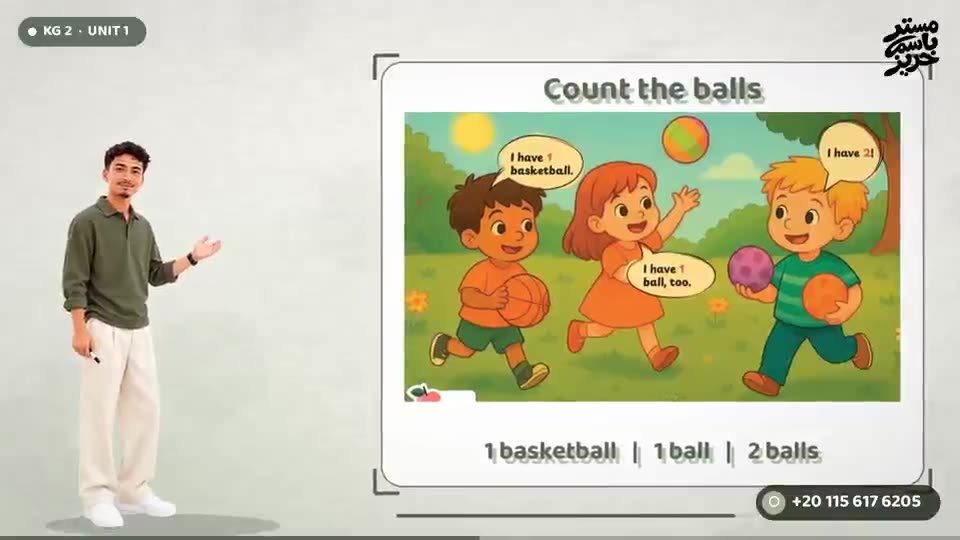 KG 2 · UNIT 1
مستر
باسم
خريز
Count the balls
I have 1
basketball.
I have 2!
I have 1
ball, too.
1 basketball | 1 ball | 2 balls
+20 115 617 6205